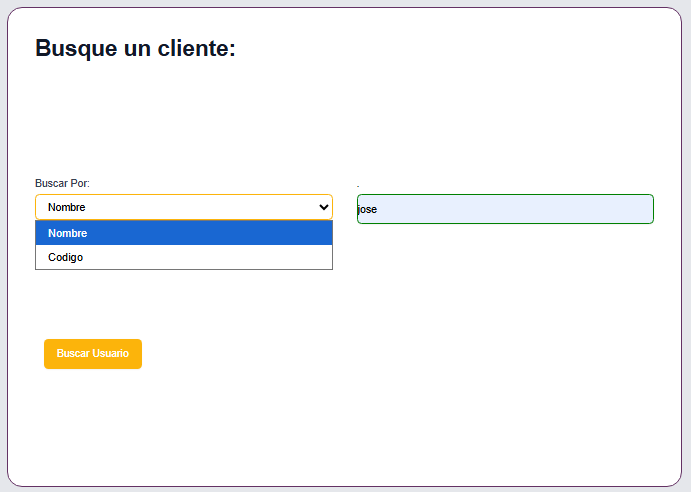 Busque un cliente:
Buscar Por:
.
Nombre
jose
Nombre
Codigo
Buscar Usuario